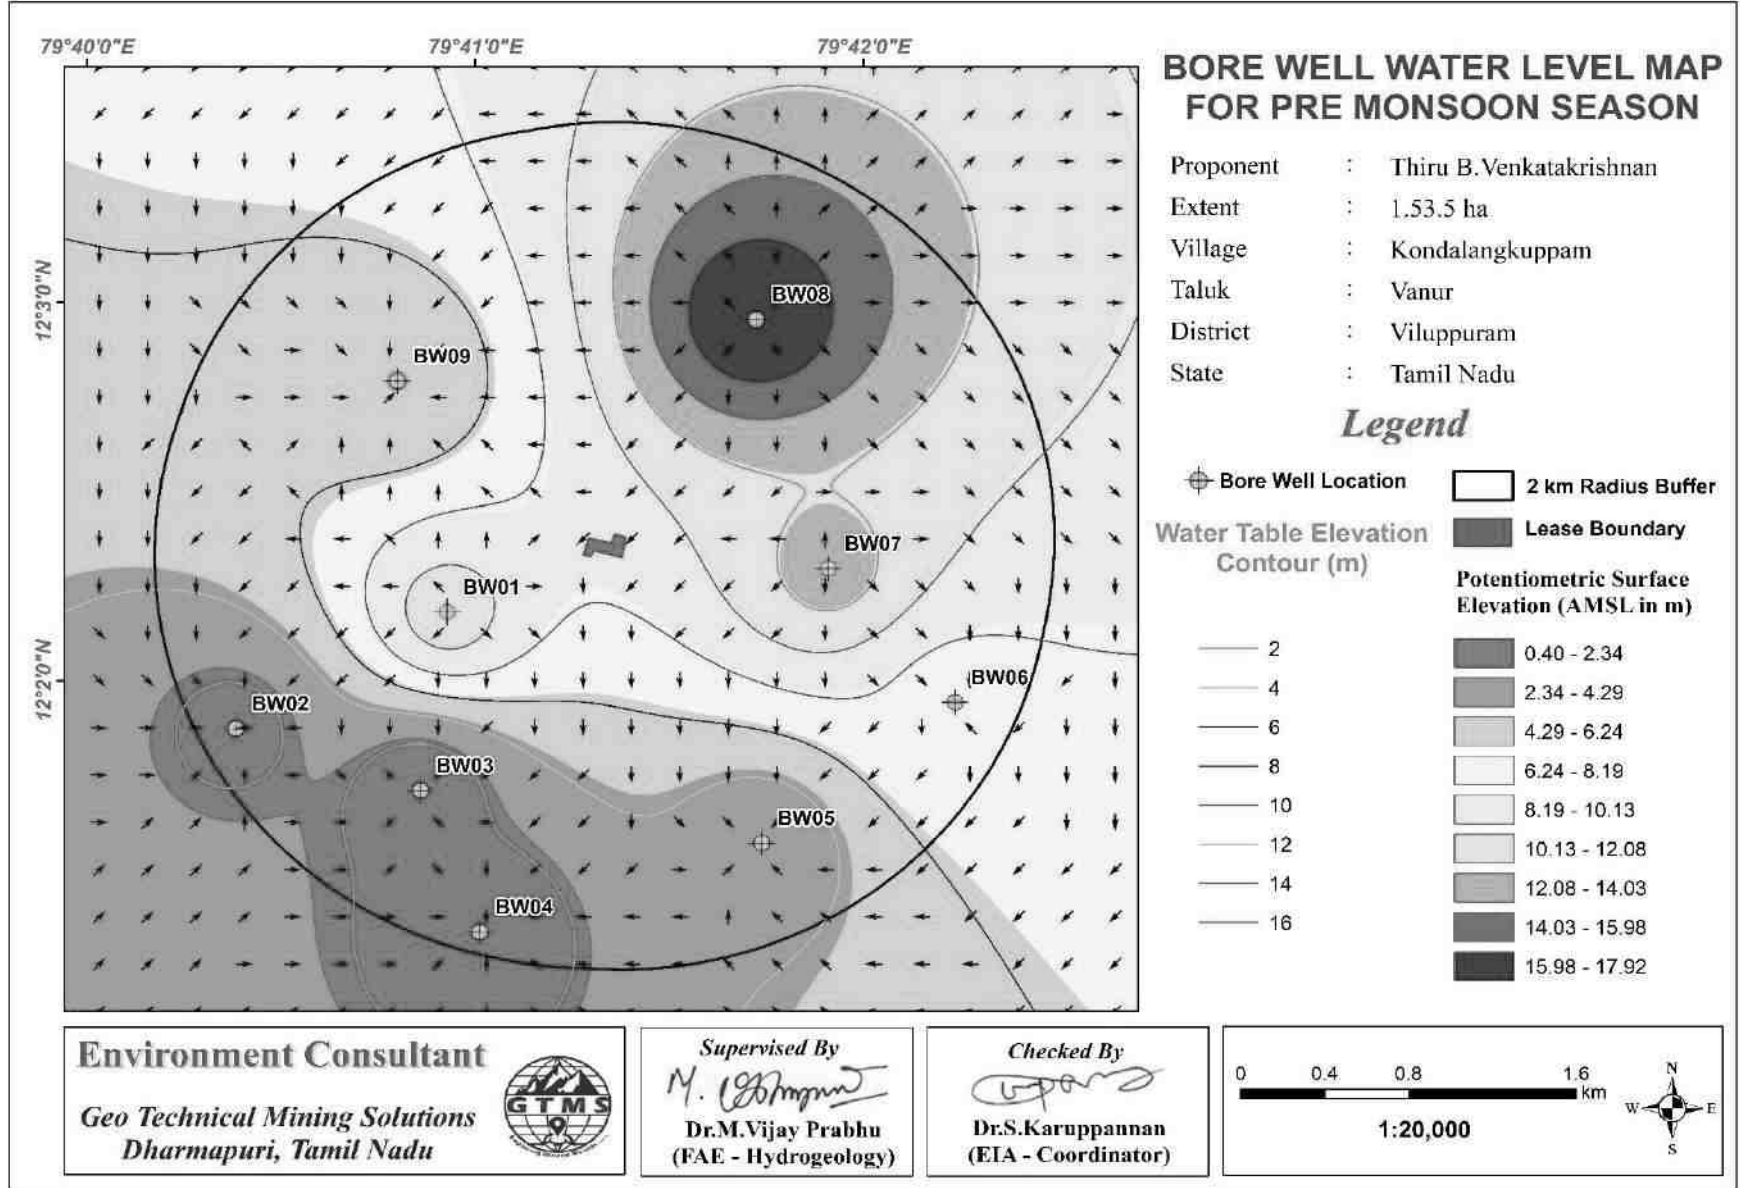 79°40'0"E
79°41'0"E
79°42'0"E
12°3'0"N
12°2'0"N
BW08
BW09
BW07
BW01
BW06
BW02
BW03
BW05
BW04
BORE WELL WATER LEVEL MAP
FOR PRE MONSOON SEASON
Proponent : Thiru B.Venkatakrishnan
Extent : 1.53.5 ha
Village : Kondalangkuppam
Taluk : Vanur
District : Viluppuram
State : Tamil Nadu
Legend
Bore Well Location
2 km Radius Buffer
Lease Boundary
Water Table Elevation
Contour (m)
2
4
6
8
10
12
14
16
Potentiometric Surface
Elevation (AMSL in m)
0.40 - 2.34
2.34 - 4.29
4.29 - 6.24
6.24 - 8.19
8.19 - 10.13
10.13 - 12.08
12.08 - 14.03
14.03 - 15.98
15.98 - 17.92
Environment Consultant
Geo Technical Mining Solutions
Dharmapuri, Tamil Nadu
GTMS
Supervised By
Dr.M.Vijay Prabhu
(FAE - Hydrogeology)
Checked By
Dr.S.Karuppannan
(EIA - Coordinator)
0 0.4 0.8 1.6
km
1:20,000
N
W E
S